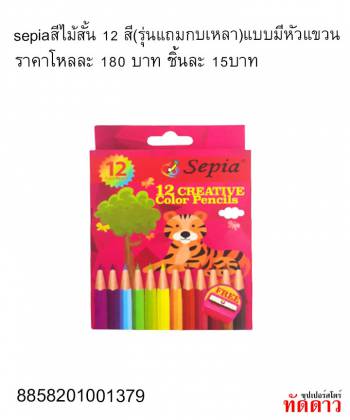 sepiaสีไม้สั้น 12 สี(รุ่นแถมกบเหลา)แบบมีหัวแขวน
ราคาโหลละ 180 บาท ชิ้นละ 15บาท
12
Sepia
12 CREATIVE
Color Pencils
FREE
8858201001379
ซุปเปอร์สโตร์
ทัดดาว